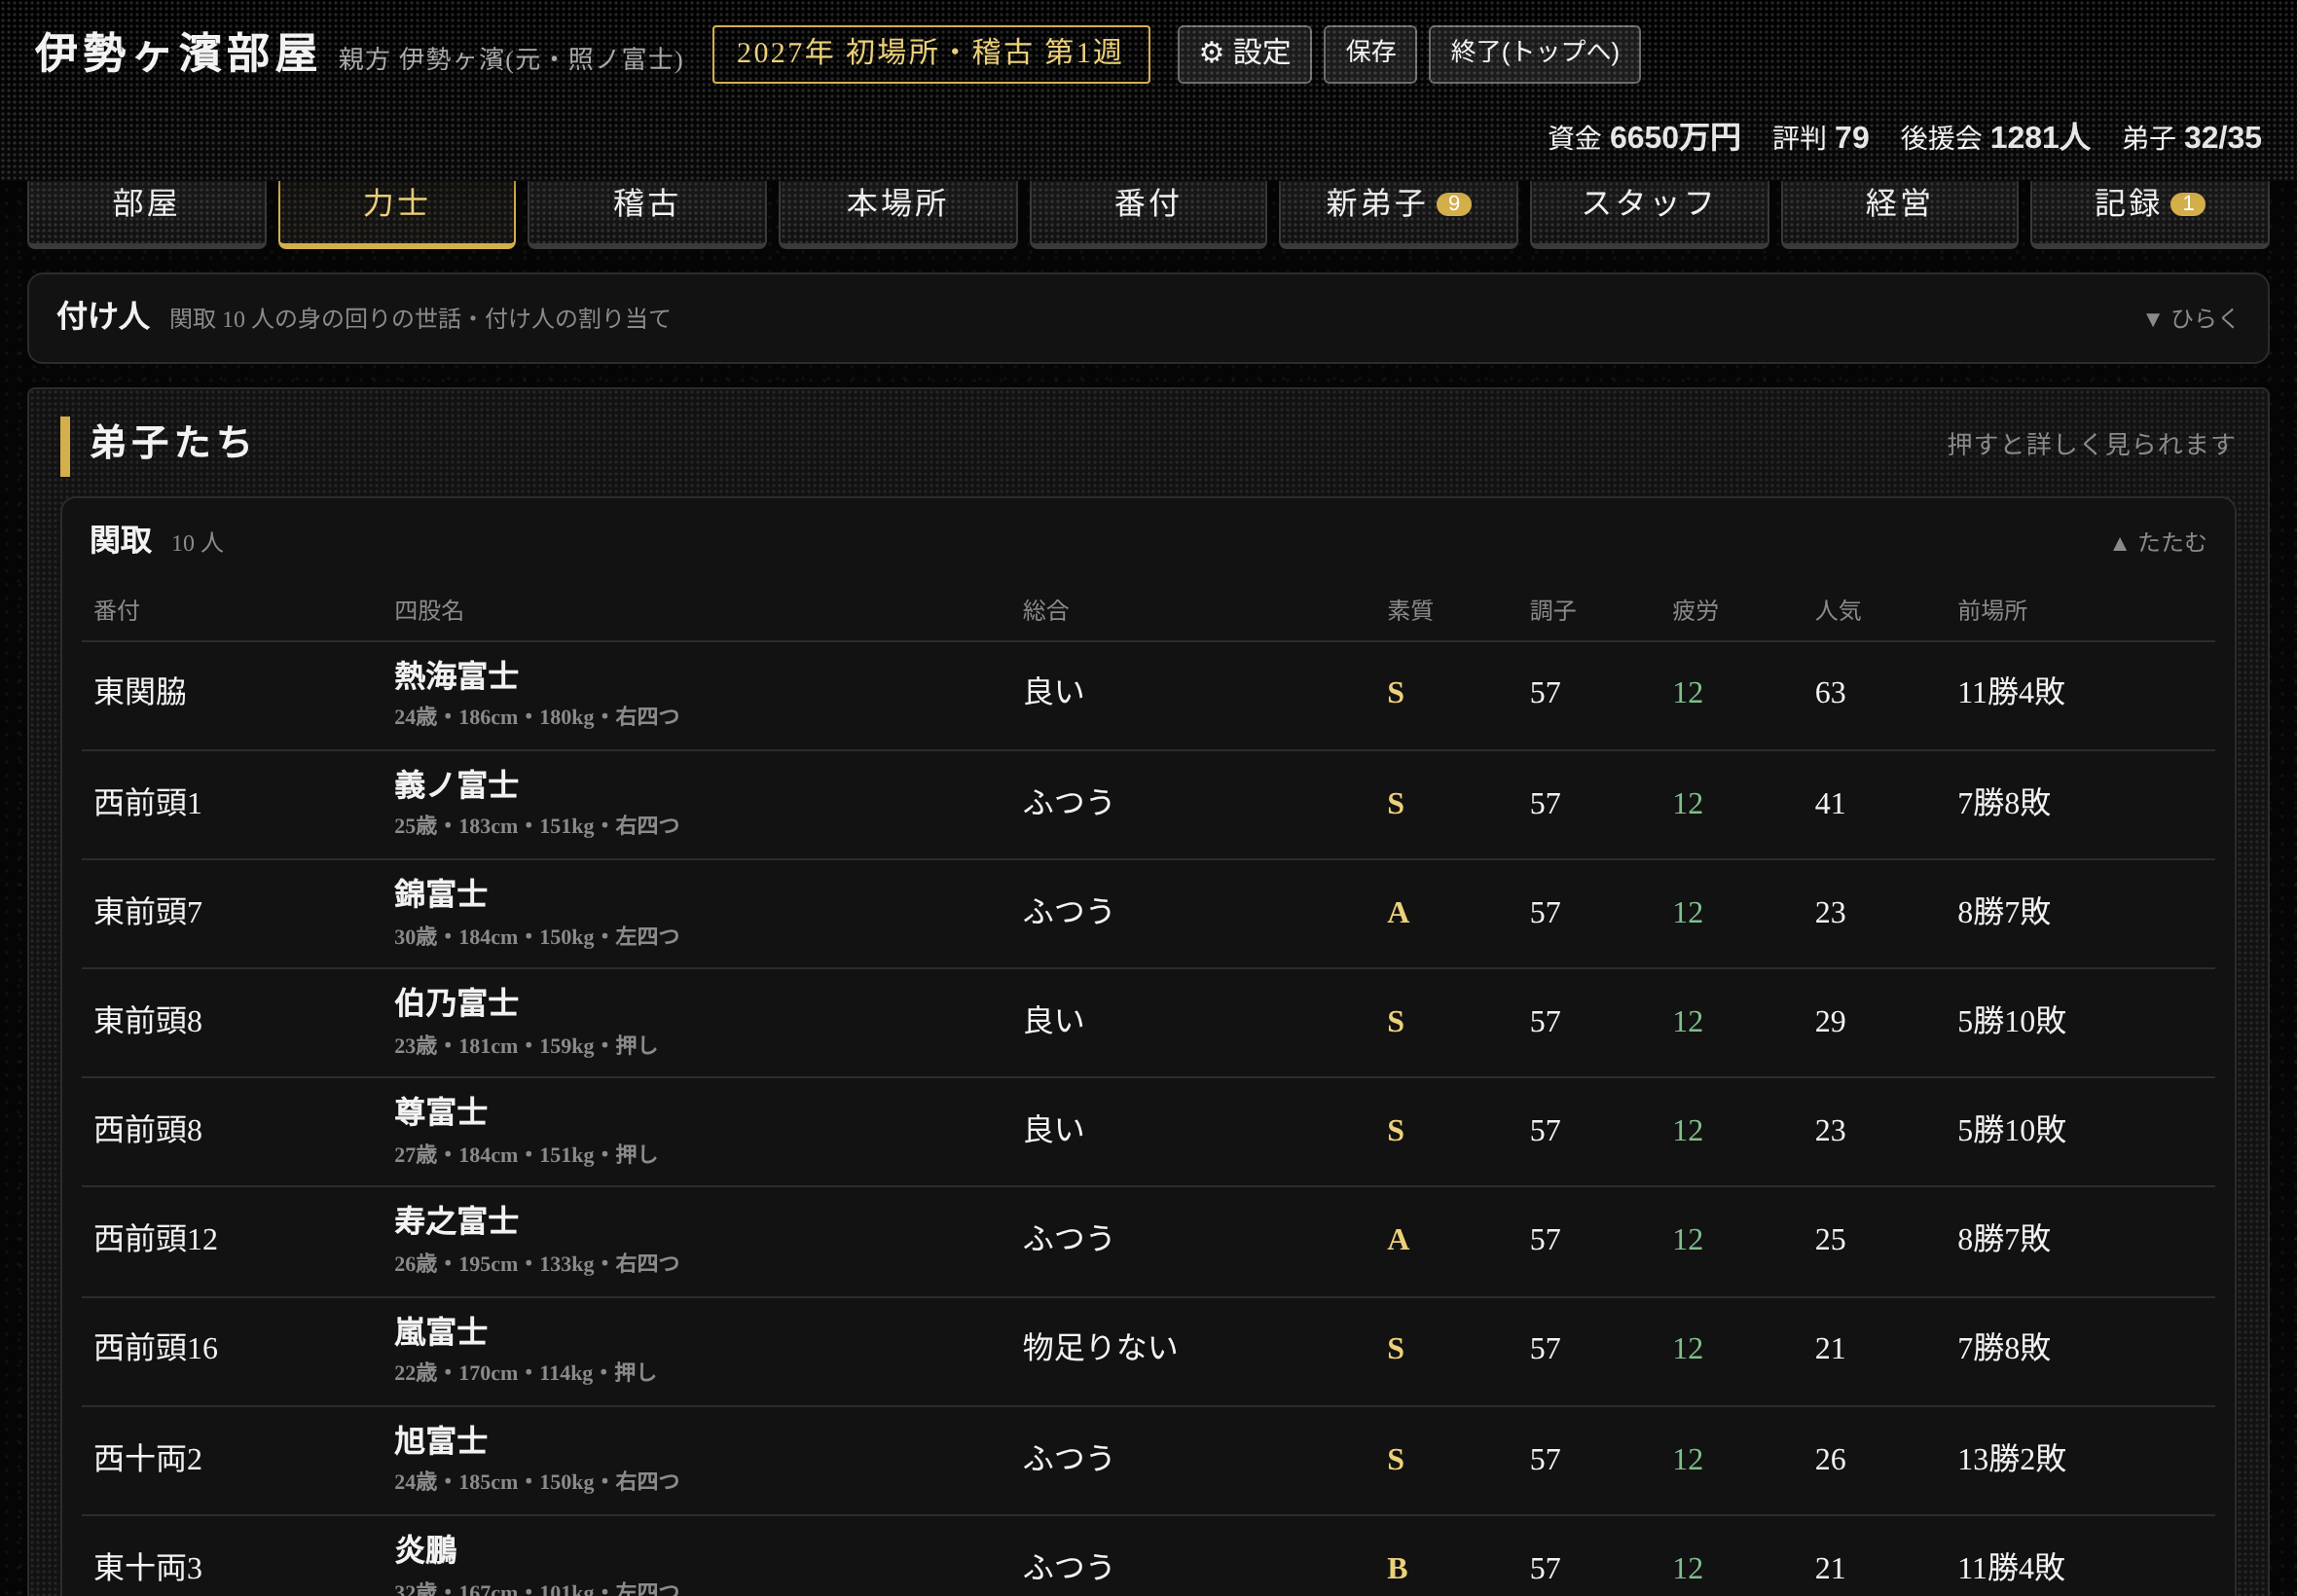 伊勢ヶ濱部屋 親方 伊勢ヶ濱(元・照ノ富士) 2027年 初場所・稽古 第1週 ⚙ 設定 保存 終了(トップへ)
資金 6650万円 評判 79 後援会 1281人 弟子 32/35
部屋 力士 稽古 本場所 番付 新弟子 9 スタッフ 経営 記録 1
付け人 関取 10 人の身の回りの世話・付け人の割り当て ▼ ひらく
弟子たち 押すと詳しく見られます
関取 10 人 ▲ たたむ
番付 四股名 総合 素質 調子 疲労 人気 前場所
東関脇 熱海富士 良い S 57 12 63 11勝4敗
24歳・186cm・180kg・右四つ
西前頭1 義ノ富士 ふつう S 57 12 41 7勝8敗
25歳・183cm・151kg・右四つ
東前頭7 錦富士 ふつう A 57 12 23 8勝7敗
30歳・184cm・150kg・左四つ
東前頭8 伯乃富士 良い S 57 12 29 5勝10敗
23歳・181cm・159kg・押し
西前頭8 尊富士 良い S 57 12 23 5勝10敗
27歳・184cm・151kg・押し
西前頭12 寿之富士 ふつう A 57 12 25 8勝7敗
26歳・195cm・133kg・右四つ
西前頭16 嵐富士 物足りない S 57 12 21 7勝8敗
22歳・170cm・114kg・押し
西十両2 旭富士 ふつう S 57 12 26 13勝2敗
24歳・185cm・150kg・右四つ
東十両3 炎鵬 ふつう B 57 12 21 11勝4敗
32歳・167cm・101kg・左四つ